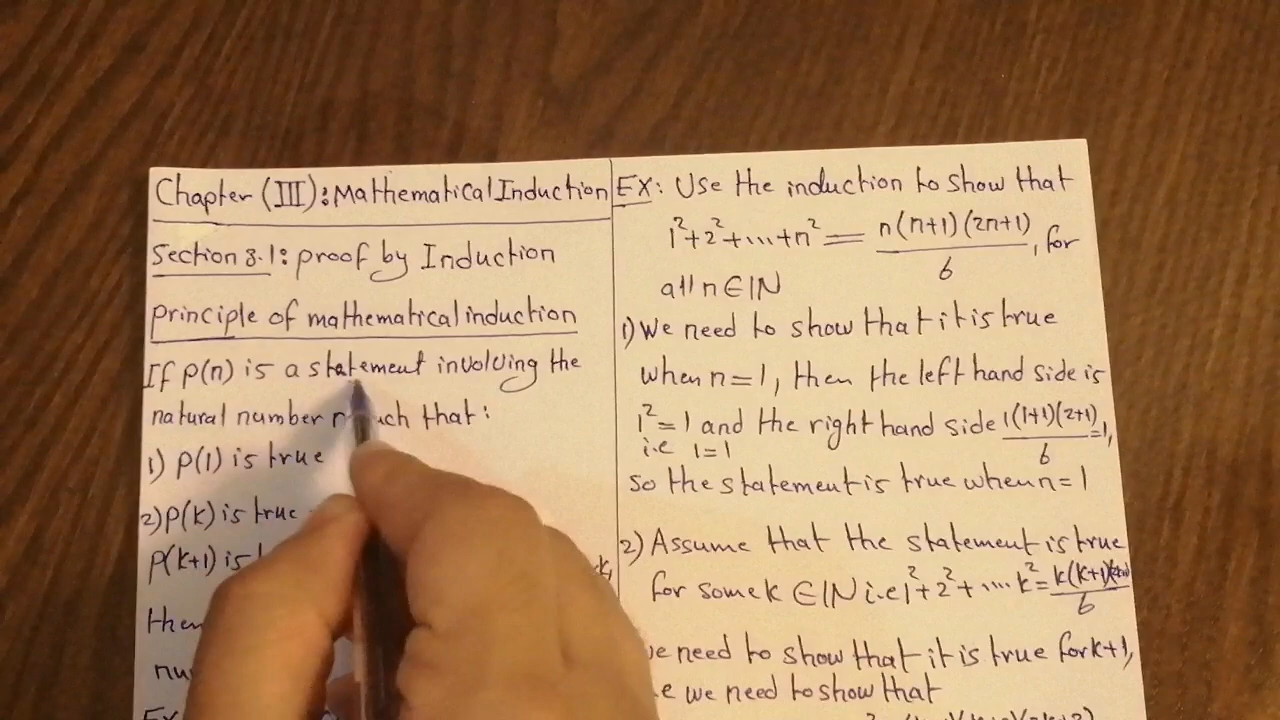 Chapter (III): Mathematical Induction
Section 3.1: proof by Induction
principle of mathematical induction
If P(n) is a statement involving the
natural number n such that:
1) P(1) is true
2) P(k) is true
P(k+1) is
k,
then
EX: Use the induction to show that
1²+2²+...+n² = n(n+1)(2n+1)/6, for
all n∈ℕ
1) We need to show that it is true
when n=1, then the left hand side is
1²=1 and the right hand side 1(1+1)(2+1)/6=1,
i.e 1=1
so the statement is true when n=1
2) Assume that the statement is true
for some k∈ℕ i.e 1²+2²+....k²=k(k+1)(2k+1)/6
we need to show that it is true for k+1,
e we need to show that